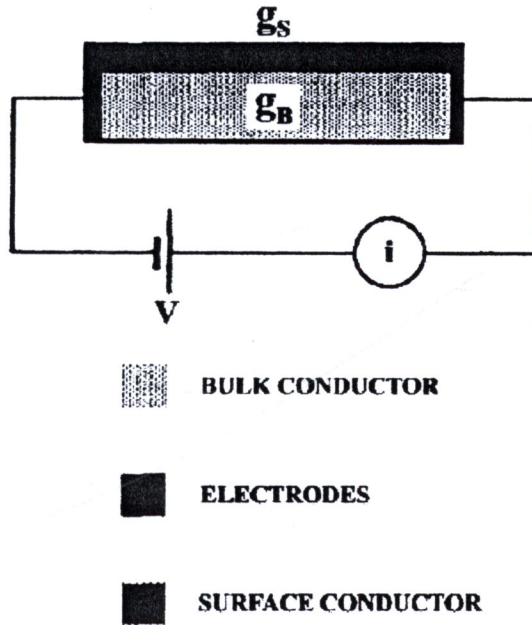 gS
gB
i
V
BULK CONDUCTOR
ELECTRODES
SURFACE CONDUCTOR